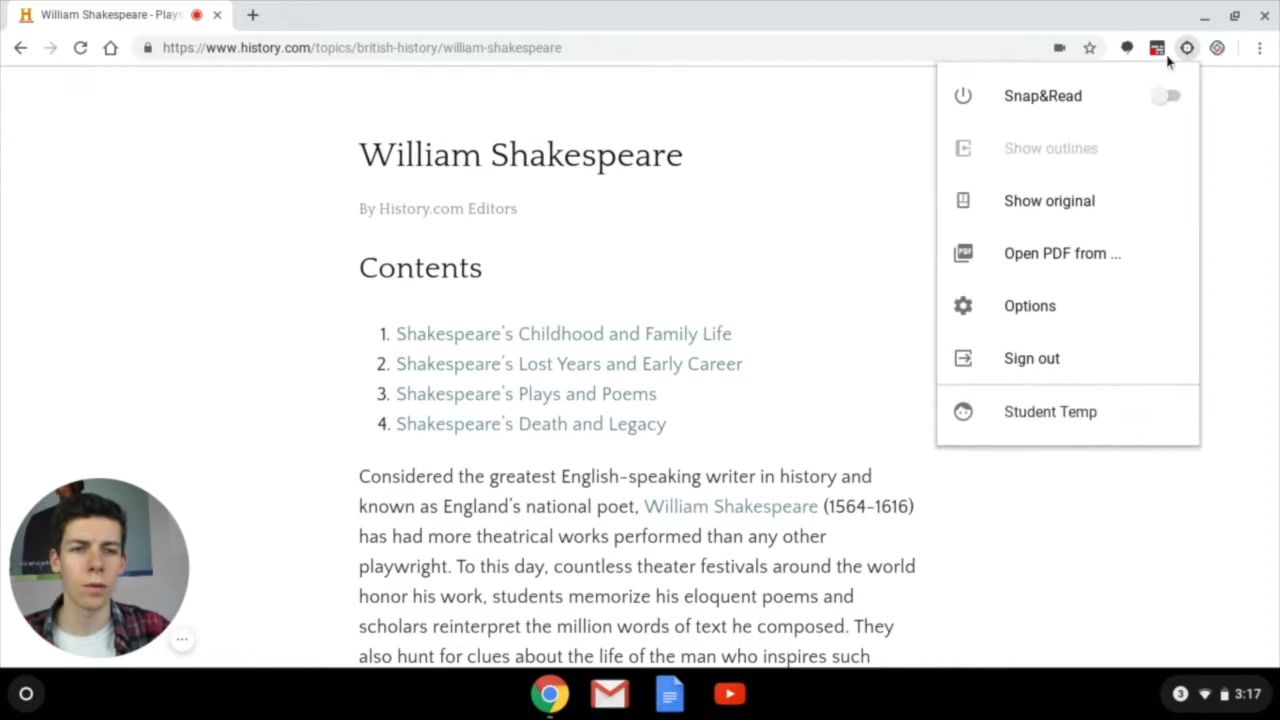 William Shakespeare - Plays
https://www.history.com/topics/british-history/william-shakespeare
Snap&Read
Show outlines
Show original
Open PDF from ...
Options
Sign out
Student Temp
William Shakespeare
By History.com Editors
Contents
1. Shakespeare's Childhood and Family Life
2. Shakespeare's Lost Years and Early Career
3. Shakespeare's Plays and Poems
4. Shakespeare's Death and Legacy
Considered the greatest English-speaking writer in history and
known as England's national poet, William Shakespeare (1564-1616)
has had more theatrical works performed than any other
playwright. To this day, countless theater festivals around the world
honor his work, students memorize his eloquent poems and
scholars reinterpret the million words of text he composed. They
also hunt for clues about the life of the man who inspires such
3 3:17